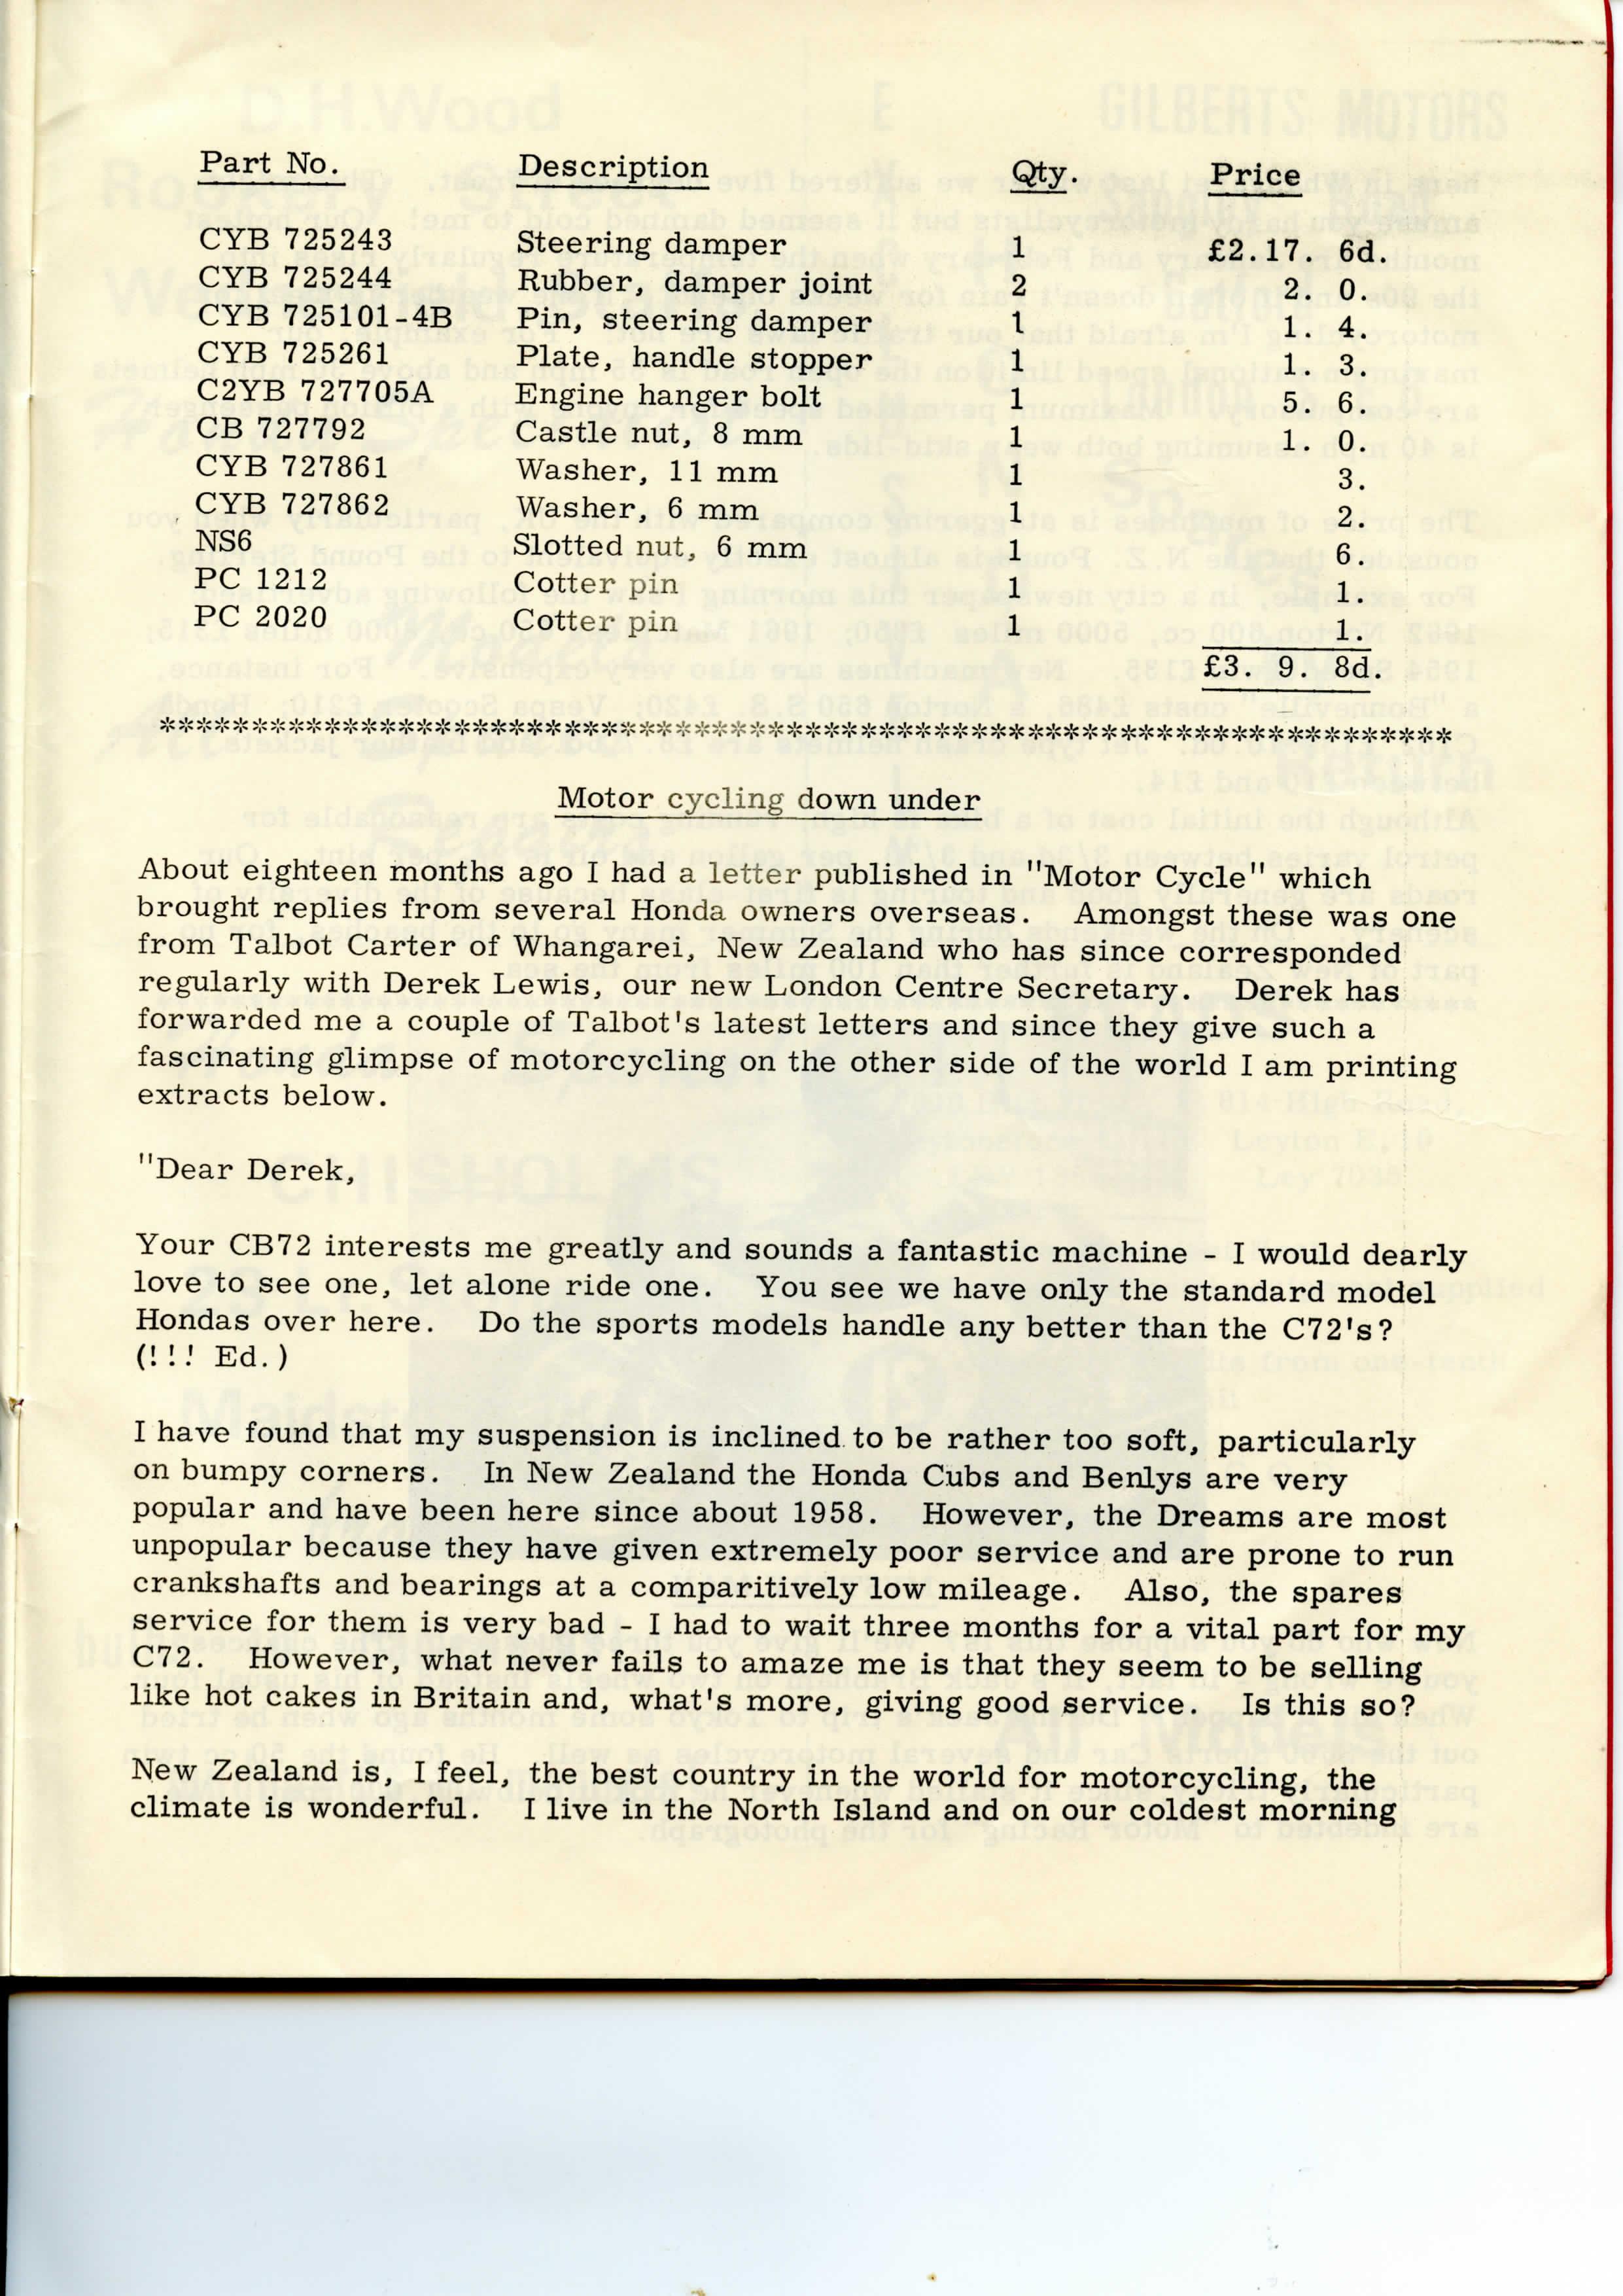 Part No. Description Qty. Price
CYB 725243 Steering damper 1 £2.17. 6d.
CYB 725244 Rubber, damper joint 2 2. 0.
CYB 725101-4B Pin, steering damper 1 1. 4.
CYB 725261 Plate, handle stopper 1 1. 3.
C2YB 727705A Engine hanger bolt 1 5. 6.
CB 727792 Castle nut, 8 mm 1 1. 0.
CYB 727861 Washer, 11 mm 1 3.
CYB 727862 Washer, 6 mm 1 2.
NS6 Slotted nut, 6 mm 1 6.
PC 1212 Cotter pin 1 1.
PC 2020 Cotter pin 1 1.
£3. 9. 8d.
***********************************************************************
Motor cycling down under
About eighteen months ago I had a letter published in "Motor Cycle" which
brought replies from several Honda owners overseas. Amongst these was one
from Talbot Carter of Whangarei, New Zealand who has since corresponded
regularly with Derek Lewis, our new London Centre Secretary. Derek has
forwarded me a couple of Talbot's latest letters and since they give such a
fascinating glimpse of motorcycling on the other side of the world I am printing
extracts below.
"Dear Derek,
Your CB72 interests me greatly and sounds a fantastic machine - I would dearly
love to see one, let alone ride one. You see we have only the standard model
Hondas over here. Do the sports models handle any better than the C72's?
(!!! Ed.)
I have found that my suspension is inclined to be rather too soft, particularly
on bumpy corners. In New Zealand the Honda Cubs and Benlys are very
popular and have been here since about 1958. However, the Dreams are most
unpopular because they have given extremely poor service and are prone to run
crankshafts and bearings at a comparitively low mileage. Also, the spares
service for them is very bad - I had to wait three months for a vital part for my
C72. However, what never fails to amaze me is that they seem to be selling
like hot cakes in Britain and, what's more, giving good service. Is this so?
New Zealand is, I feel, the best country in the world for motorcycling, the
climate is wonderful. I live in the North Island and on our coldest morning